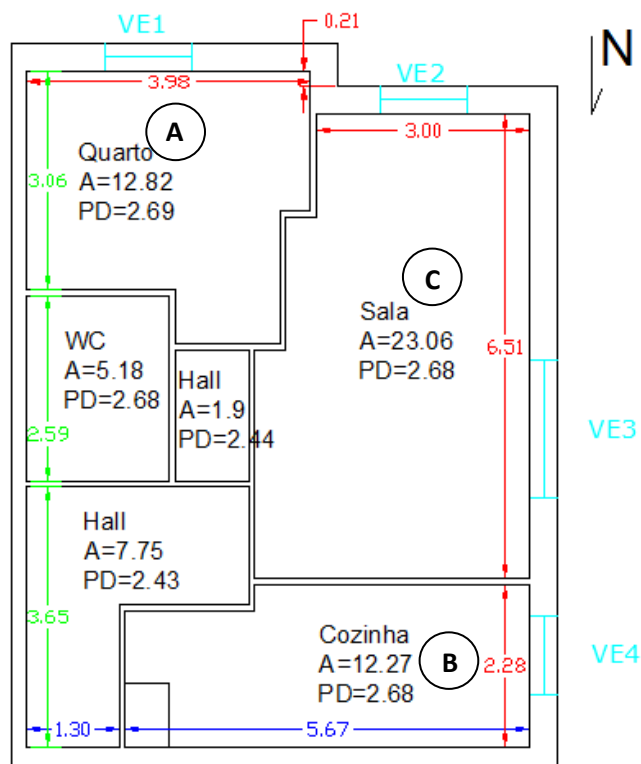 VE1
0.21
N
VE2
3.98
A
3.00
Quarto
A=12.82
PD=2.69
3.06
C
Sala
A=23.06
PD=2.68
6.51
WC
A=5.18
PD=2.68
Hall
A=1.9
PD=2.44
2.59
VE3
Hall
A=7.75
PD=2.43
3.65
Cozinha
A=12.27
PD=2.68
B
2.28
VE4
1.30
5.67